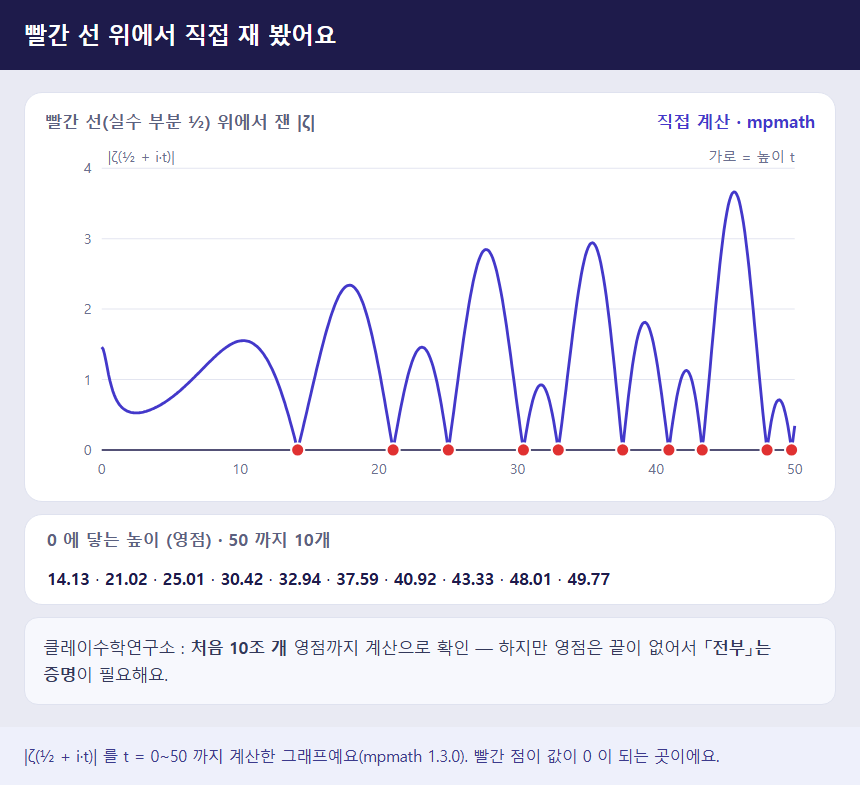 빨간 선 위에서 직접 재 봤어요
빨간 선(실수 부분 ½) 위에서 잰 |ζ|
직접 계산 · mpmath
|ζ(½ + i·t)|
가로 = 높이 t
4
3
2
1
0
0 10 20 30 40 50
0 에 닿는 높이 (영점) · 50 까지 10개
14.13 · 21.02 · 25.01 · 30.42 · 32.94 · 37.59 · 40.92 · 43.33 · 48.01 · 49.77
클레이수학연구소 : 처음 10조 개 영점까지 계산으로 확인 — 하지만 영점은 끝이 없어서 「전부」는
증명이 필요해요.
|ζ(½ + i·t)| 를 t = 0~50 까지 계산한 그래프예요(mpmath 1.3.0). 빨간 점이 값이 0 이 되는 곳이에요.